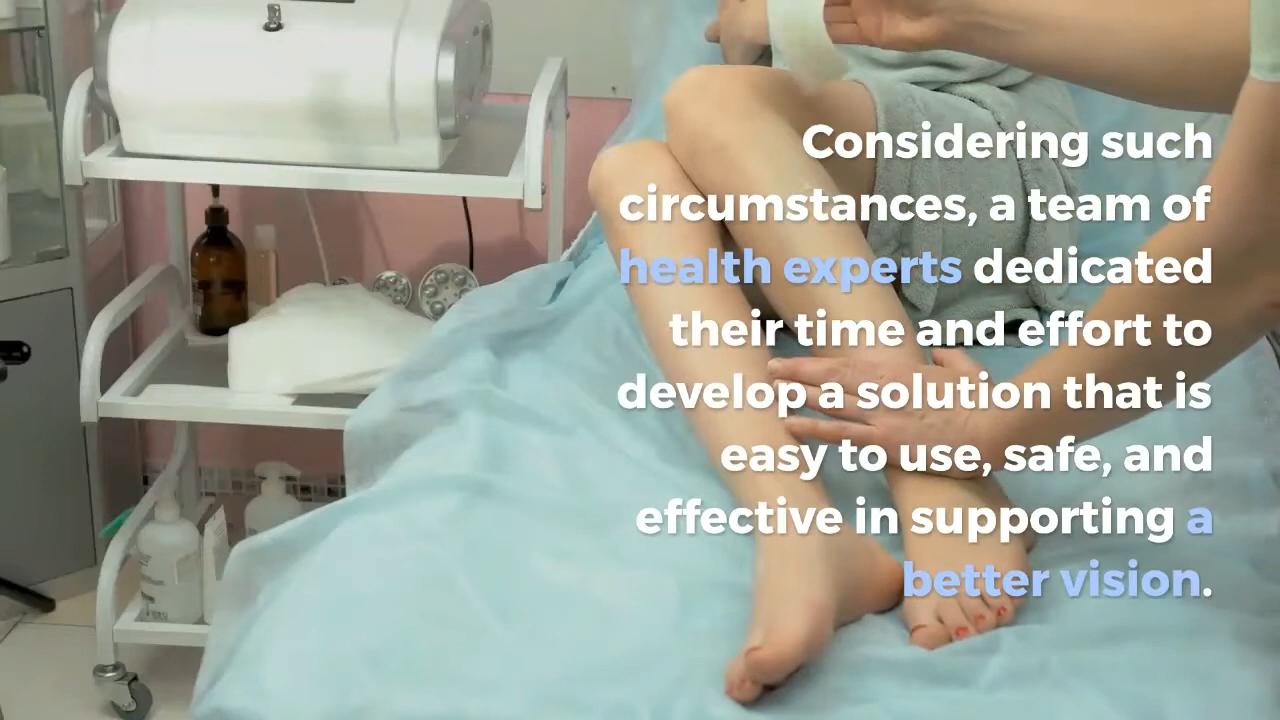 Considering such
circumstances, a team of
health experts dedicated
their time and effort to
develop a solution that is
easy to use, safe, and
effective in supporting a
better vision.